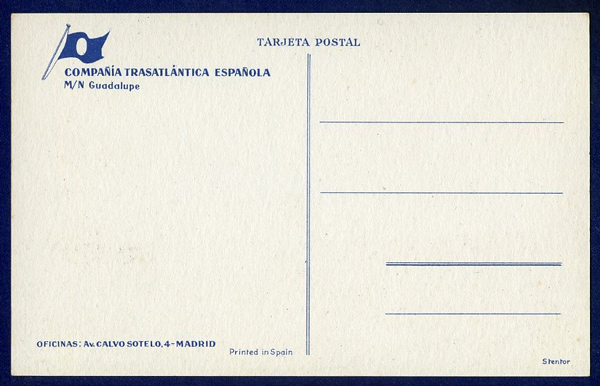 TARJETA POSTAL
COMPAÑÍA TRASATLÁNTICA ESPAÑOLA
M/N Guadalupe
OFICINAS: Av. CALVO SOTELO, 4-MADRID
Printed in Spain
Stentor